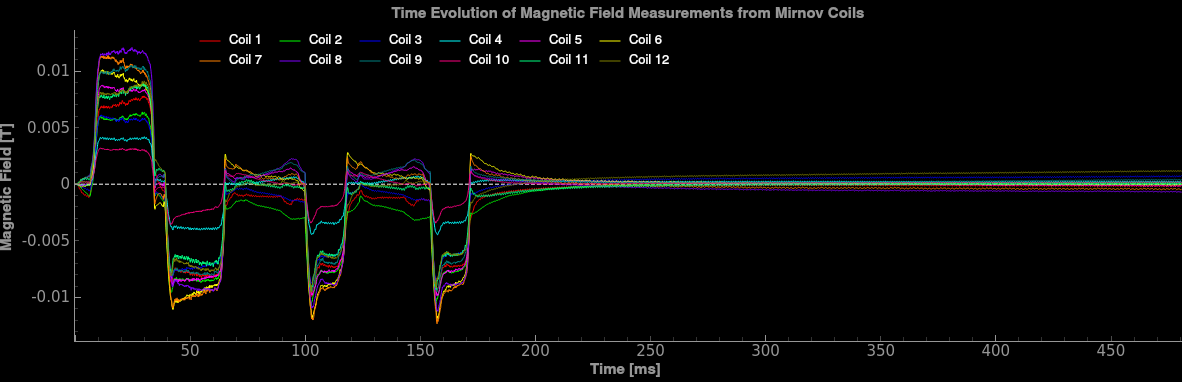 Time Evolution of Magnetic Field Measurements from Mirnov Coils
Coil 1 Coil 2 Coil 3 Coil 4 Coil 5 Coil 6
Coil 7 Coil 8 Coil 9 Coil 10 Coil 11 Coil 12
Magnetic Field [T]
0.01
0.005
0
-0.005
-0.01
50 100 150 200 250 300 350 400 450
Time [ms]